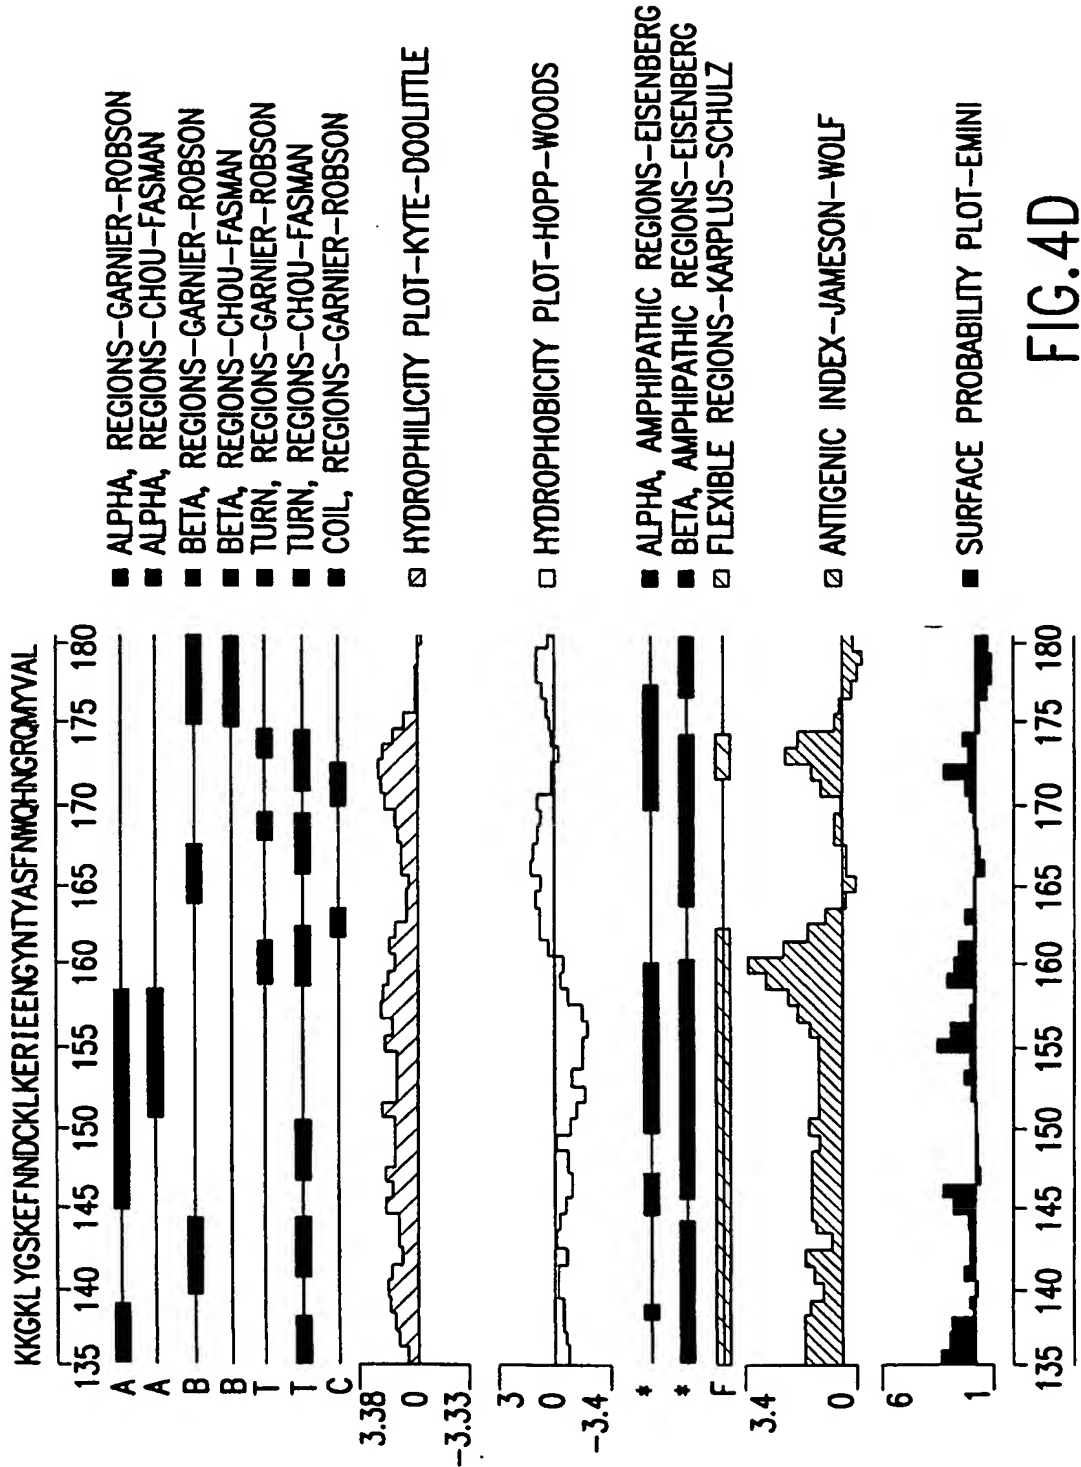 KKGKLYGSKEFNNDCKLKERIEENGYNTYASFNWQHNGRQMYVAL
135 140 145 150 155 160 165 170 175 180
A ALPHA, REGIONS-GARNIER-ROBSON
A ALPHA, REGIONS-CHOU-FASMAN
B BETA, REGIONS-GARNIER-ROBSON
B BETA, REGIONS-CHOU-FASMAN
T TURN, REGIONS-GARNIER-ROBSON
T TURN, REGIONS-CHOU-FASMAN
C COIL, REGIONS-GARNIER-ROBSON
3.38
0 HYDROPHILICITY PLOT-KYTE-DOOLITTLE
-3.33
3
0 HYDROPHOBICITY PLOT-HOPP-WOODS
-3.4
* ALPHA, AMPHIPATHIC REGIONS-EISENBERG
* BETA, AMPHIPATHIC REGIONS-EISENBERG
F FLEXIBLE REGIONS-KARPLUS-SCHULZ
3.4
0 ANTIGENIC INDEX-JAMESON-WOLF
6
1 SURFACE PROBABILITY PLOT-EMINI
135 140 145 150 155 160 165 170 175 180
FIG.4D